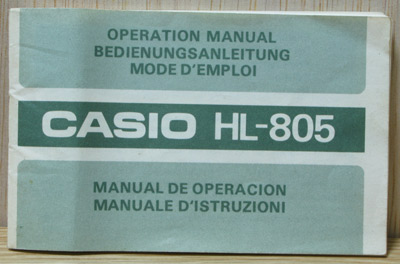 OPERATION MANUAL
BEDIENUNGSANLEITUNG
MODE D'EMPLOI
CASIO HL-805
MANUAL DE OPERACION
MANUALE D'ISTRUZIONI